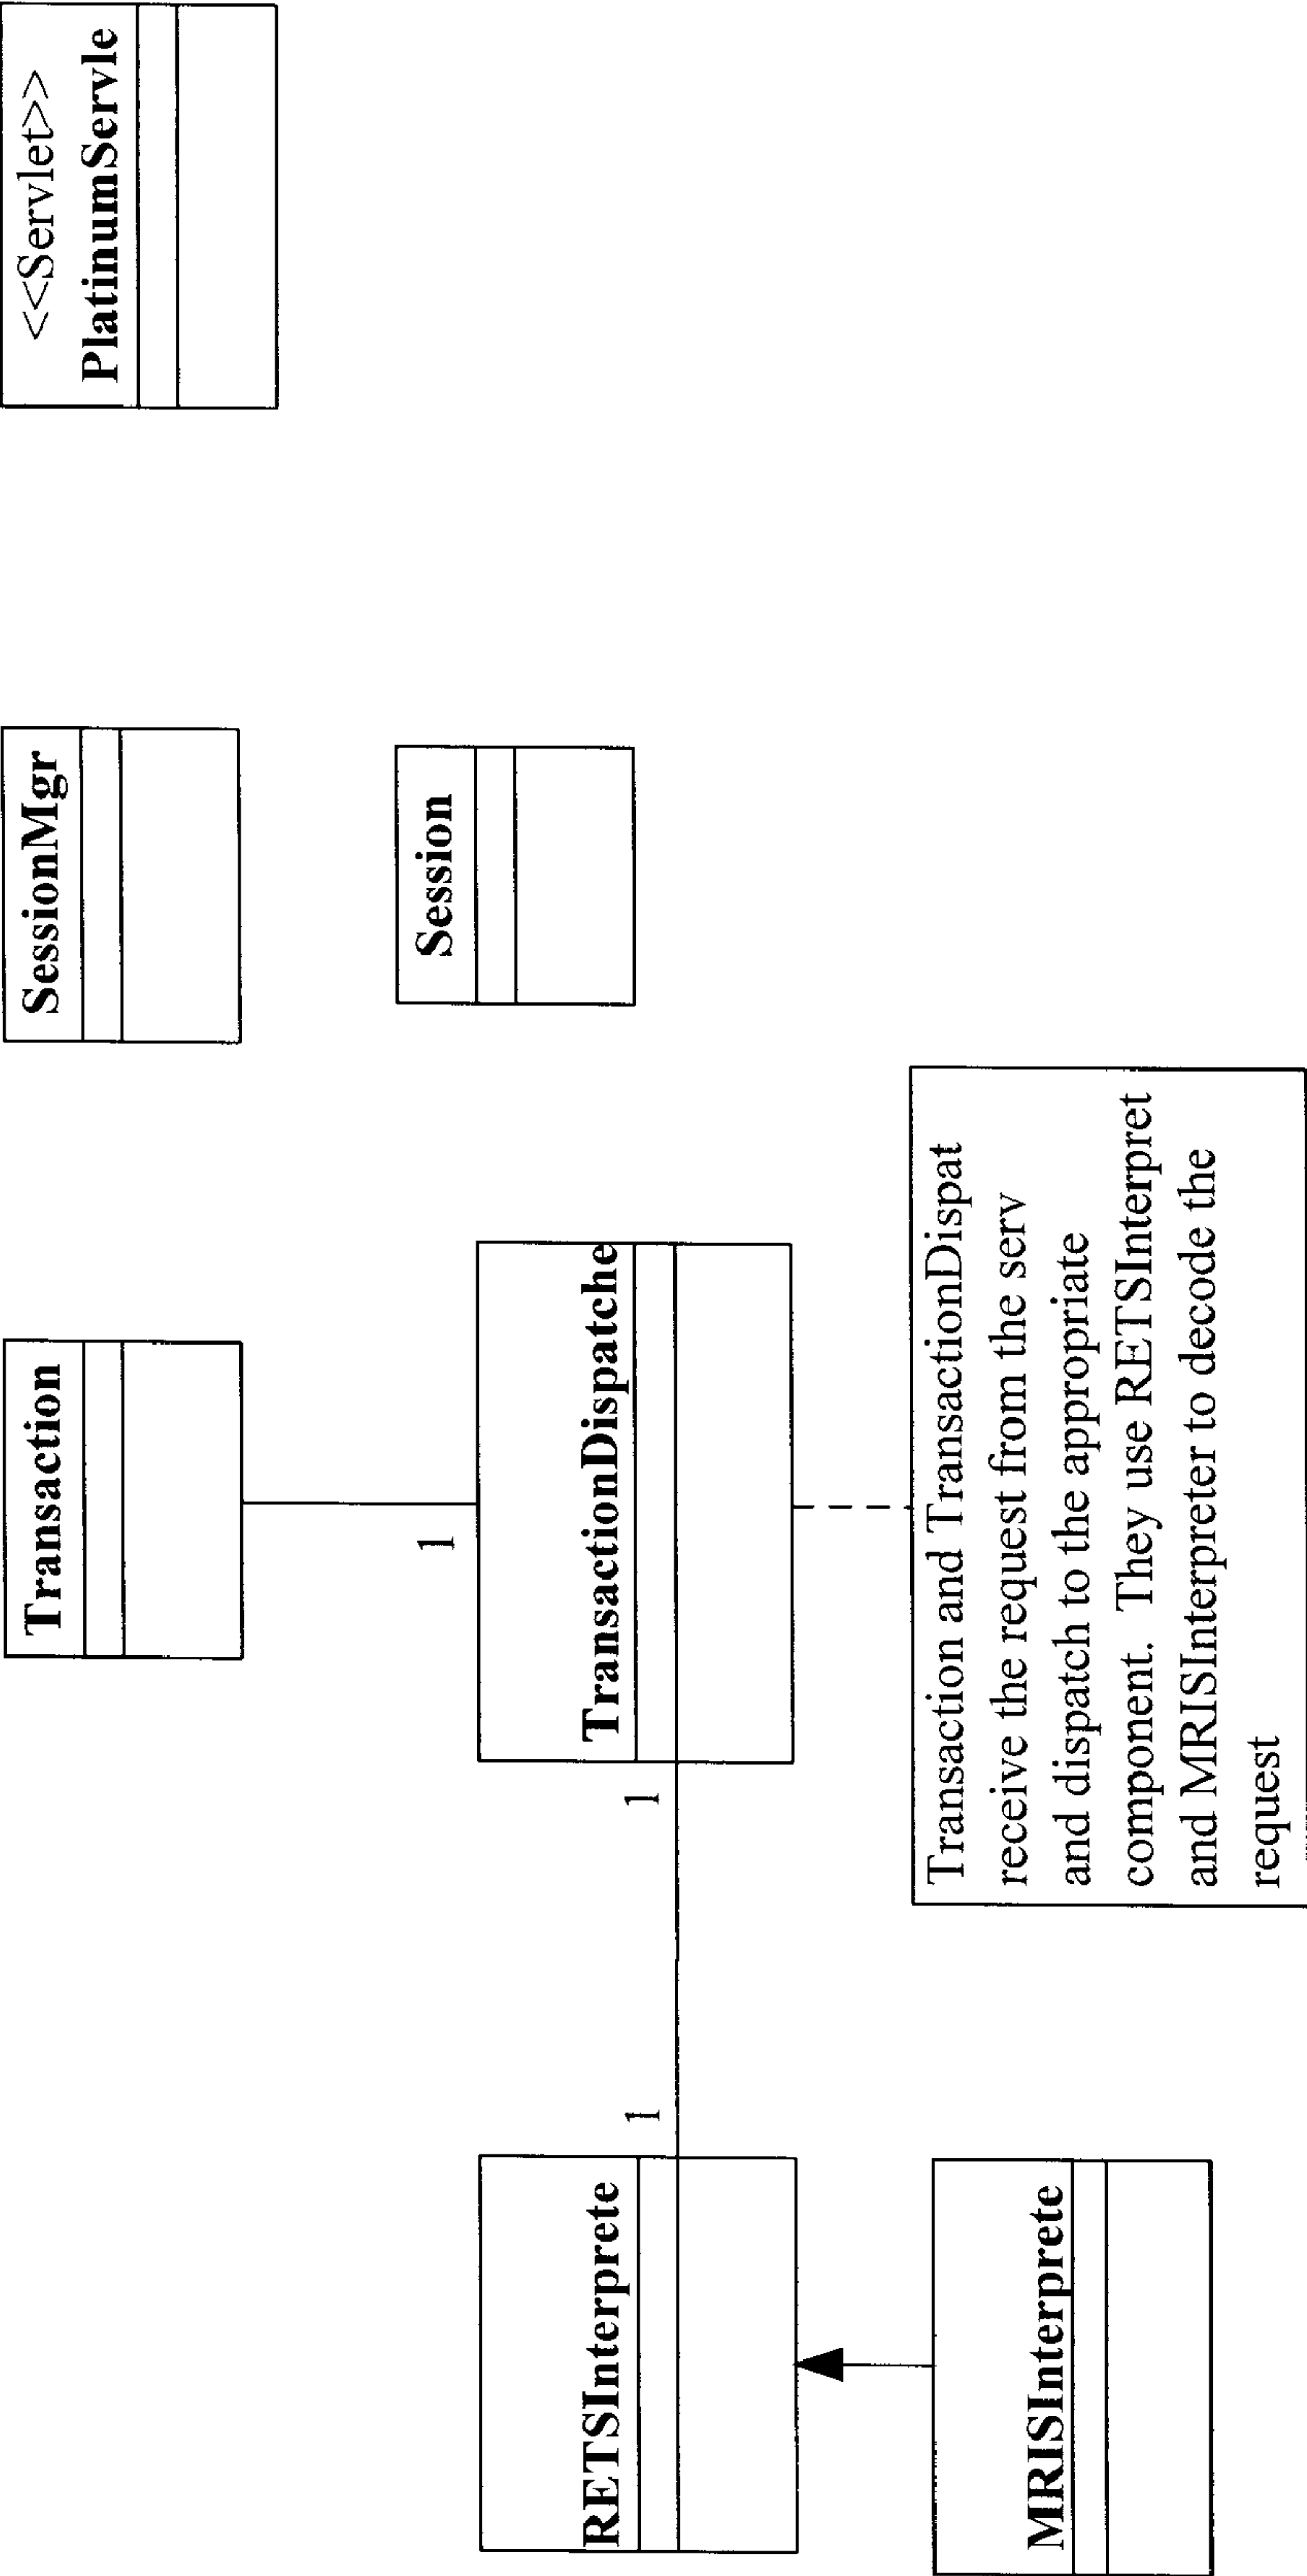 <<Servlet>>
PlatinumServle
SessionMgr
Session
Transaction
1
TransactionDispatche
1
1
RETSInterprete
MRISInterprete
Transaction and TransactionDispat
receive the request from the serv
and dispatch to the appropriate
component. They use RETSInterpret
and MRISInterpreter to decode the
request